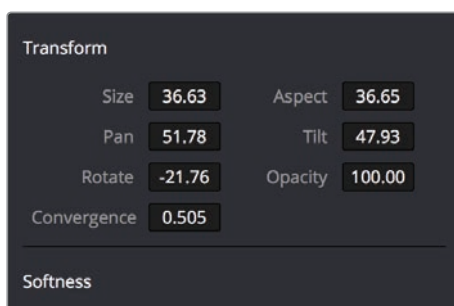 Transform
Size 36.63 Aspect 36.65
Pan 51.78 Tilt 47.93
Rotate -21.76 Opacity 100.00
Convergence 0.505
Softness